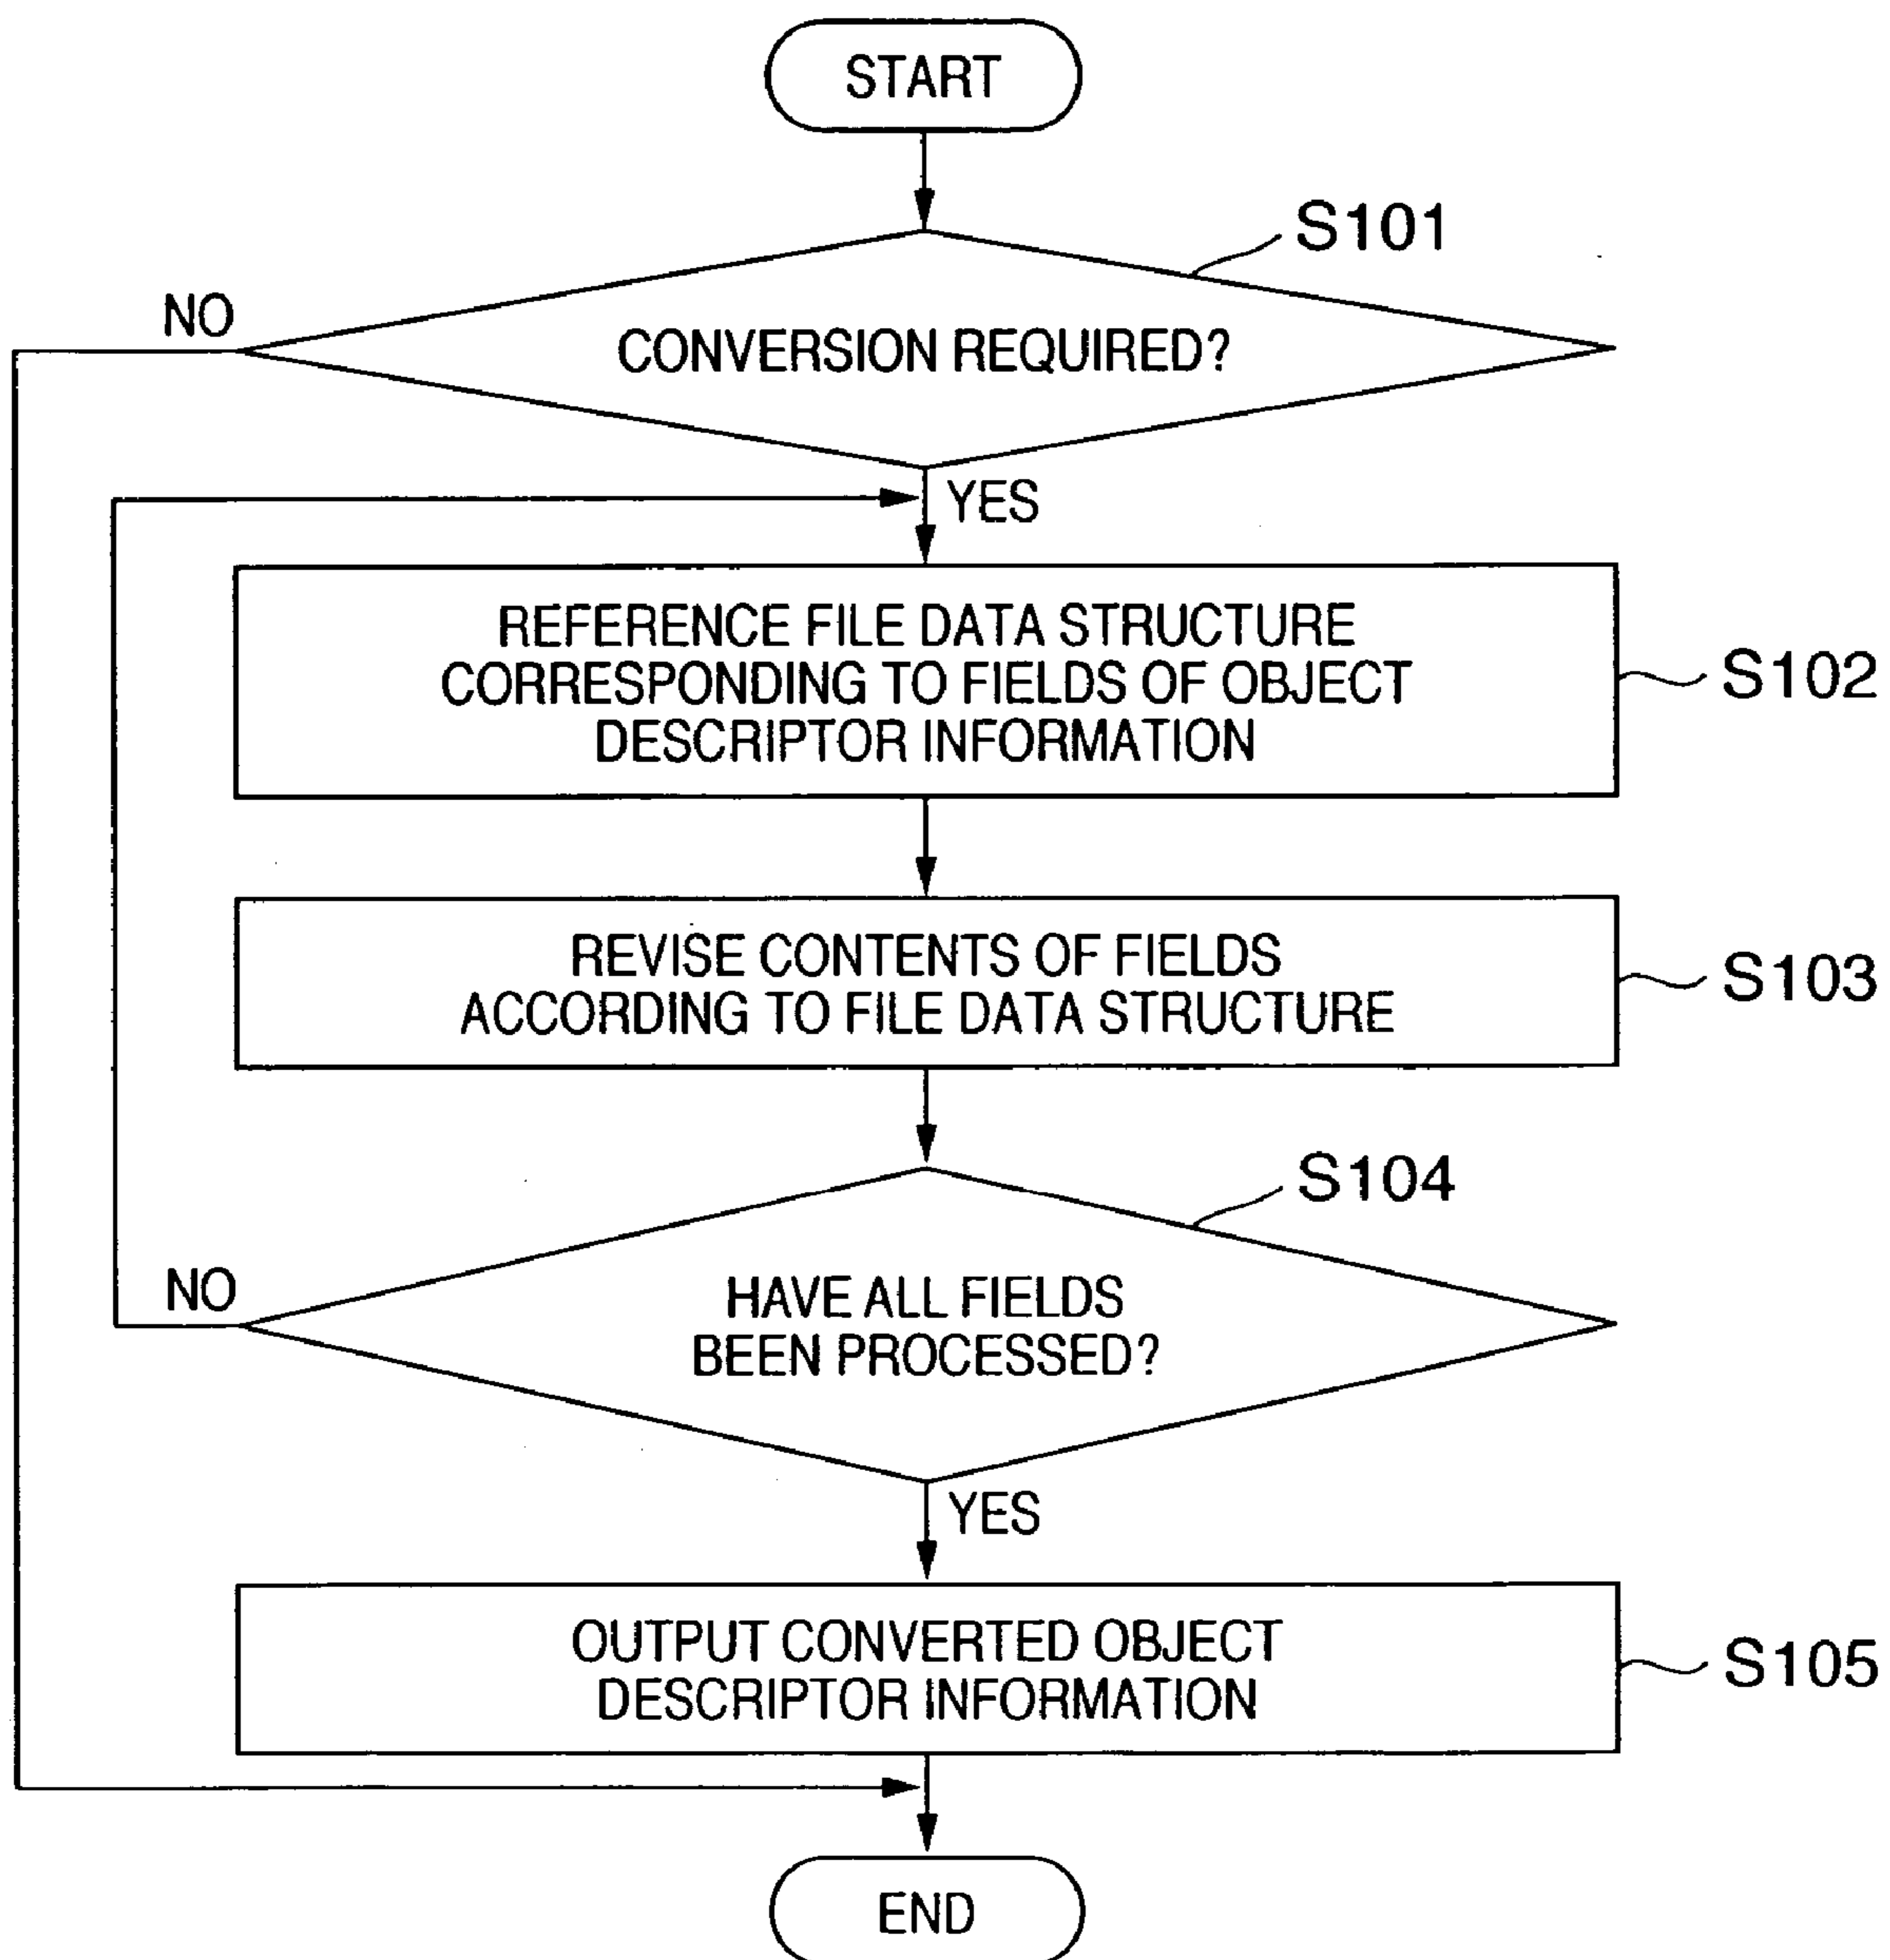 START
S101
NO
CONVERSION REQUIRED?
YES
REFERENCE FILE DATA STRUCTURE
CORRESPONDING TO FIELDS OF OBJECT
DESCRIPTOR INFORMATION
S102
REVISE CONTENTS OF FIELDS
ACCORDING TO FILE DATA STRUCTURE
S103
S104
NO
HAVE ALL FIELDS
BEEN PROCESSED?
YES
OUTPUT CONVERTED OBJECT
DESCRIPTOR INFORMATION
S105
END